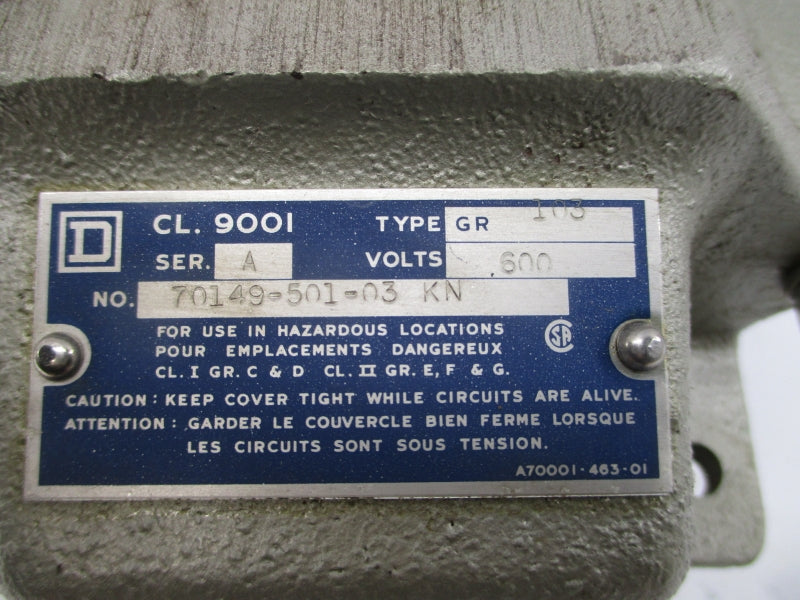 D CL. 9001 TYPE GR 103
SER. A VOLTS 600
NO. 70149-501-03 KN
FOR USE IN HAZARDOUS LOCATIONS
POUR EMPLACEMENTS DANGEREUX
CL. I GR. C & D CL. II GR. E, F & G.
CAUTION: KEEP COVER TIGHT WHILE CIRCUITS ARE ALIVE.
ATTENTION: GARDER LE COUVERCLE BIEN FERME LORSQUE
LES CIRCUITS SONT SOUS TENSION.
A70001-463-01
SA